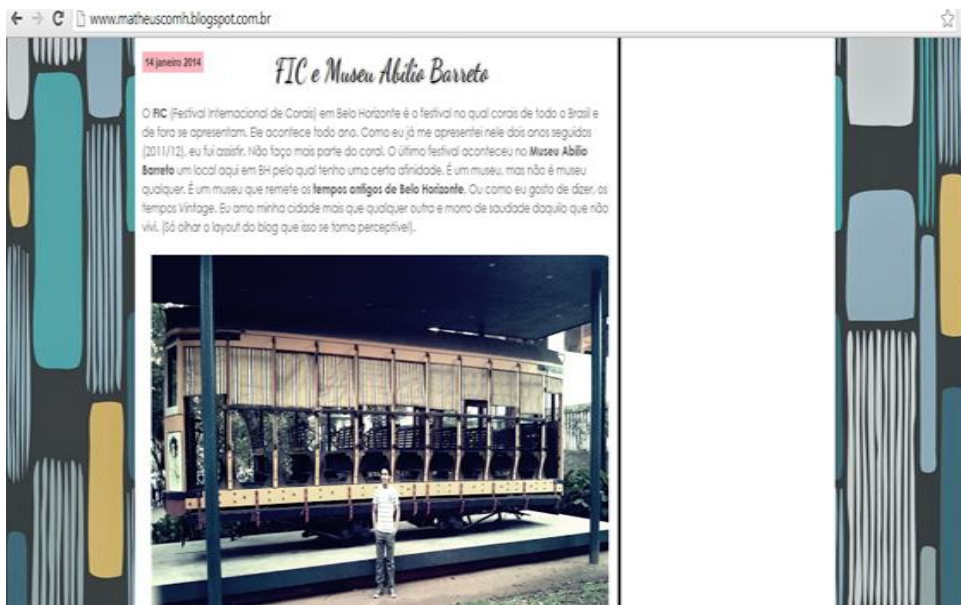 www.matheuscomh.blogspot.com.br
14 janeiro 2014
FIC e Museu Abílio Barreto
O FIC (Festival Internacional de Corais) em Belo Horizonte é o festival no qual corais de todo o Brasil e
de fora se apresentam. Ele acontece todo ano. Como eu já me apresentei nele dois anos seguidos
(2011/12), eu fui assistir. Não faço mais parte do coral. O último festival aconteceu no Museu Abílio
Barreto um local aqui em BH pelo qual tenho uma certa afinidade. É um museu, mas não é museu
qualquer. É um museu que remete os tempos antigos de Belo Horizonte. Ou como eu gosto de dizer, os
tempos Vintage. Eu amo minha cidade mais que qualquer outra e morro de saudade daquilo que não
vivi. (Só olhar o layout do blog que isso se torna perceptível).